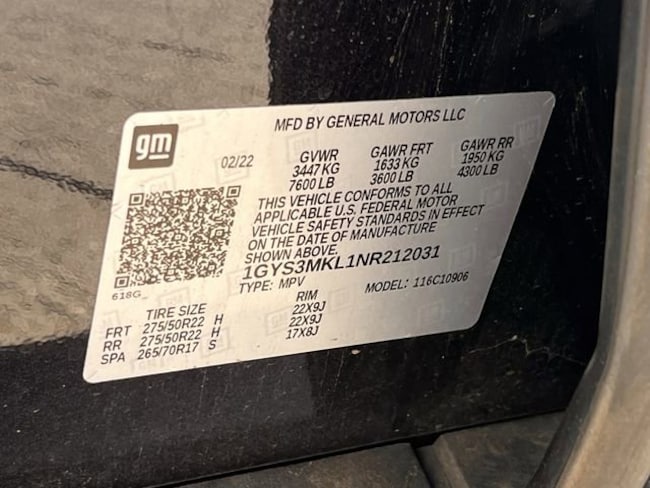 MFD BY GENERAL MOTORS LLC
gm
02/22 GVWR GAWR FRT GAWR RR
3447 KG 1633 KG 1950 KG
7600 LB 3600 LB 4300 LB
THIS VEHICLE CONFORMS TO ALL
APPLICABLE U.S. FEDERAL MOTOR
VEHICLE SAFETY STANDARDS IN EFFECT
ON THE DATE OF MANUFACTURE
SHOWN ABOVE.
1GYS3MKL1NR212031
TYPE: MPV MODEL: 116C10906
618G
TIRE SIZE RIM
FRT 275/50R22 H 22X9J
RR 275/50R22 H 22X9J
SPA 265/70R17 S 17X8J